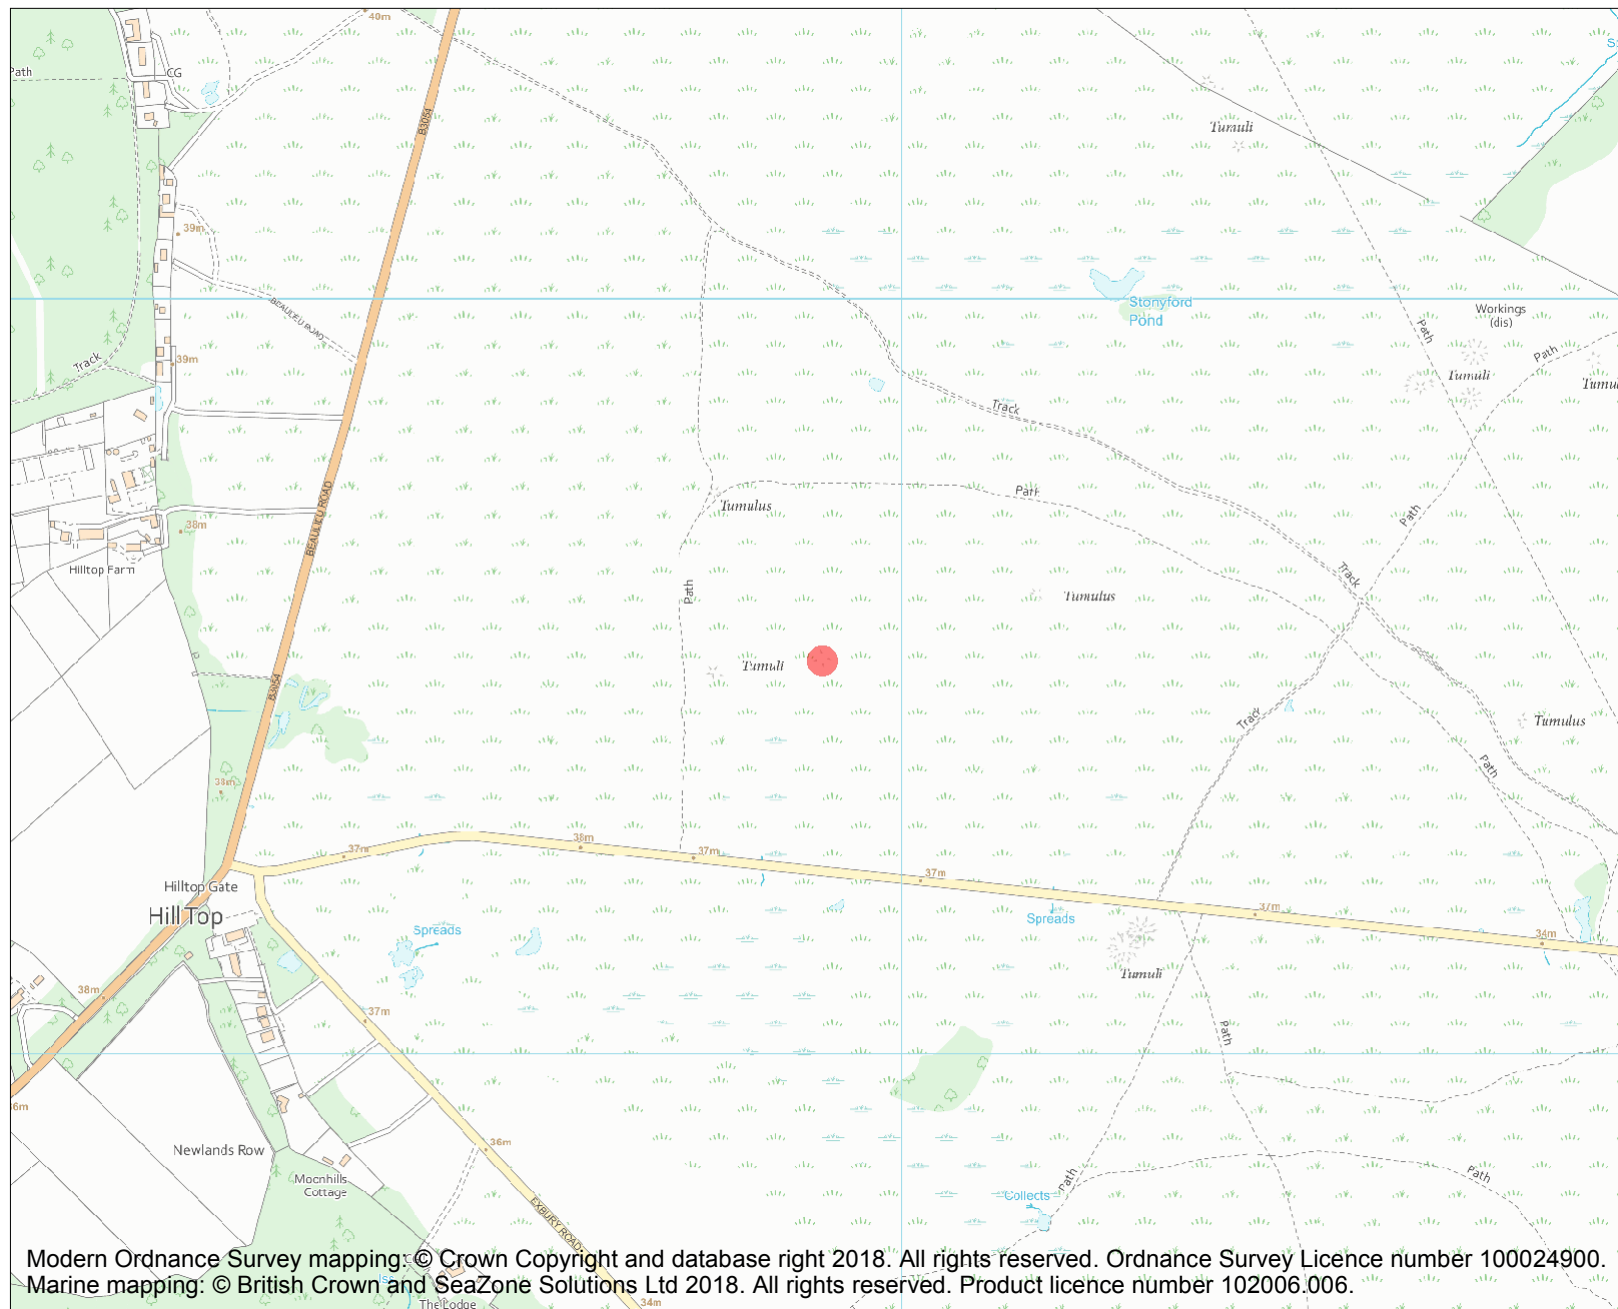 40m
Path
CG
B3054
Tumuli
39m
Stonyford
Pond
BEAULIEU ROAD
Workings
(dis)
Path
Path
39m
Track
Tumuli
Track
BEAULIEU ROAD
Path
Tumulus
Path
38m
Hilltop Farm
Track
Path
Tumulus
Tumuli
B3054
Track
Tumulus
Path
38m
38m
37m
37m
37m
Hilltop Gate
Hill Top
37m
Spreads
Spreads
34m
Tumuli
38m
37m
Path
36m
36m
Newlands Row
Moonhills
Cottage
Path
Path
Collects
EXBURY ROAD
Modern Ordnance Survey mapping: © Crown Copyright and database right 2018. All rights reserved. Ordnance Survey Licence number 100024900.
Marine mapping: © British Crown and SeaZone Solutions Ltd 2018. All rights reserved. Product licence number 102006.006.
The Lodge
34m